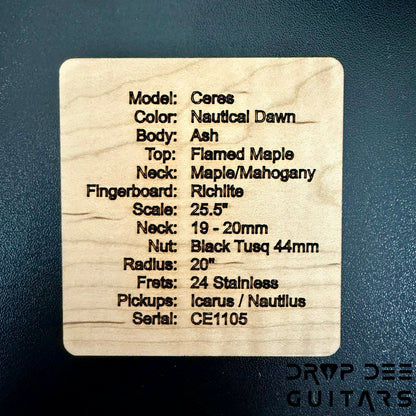 Model: Ceres
Color: Nautical Dawn
Body: Ash
Top: Flamed Maple
Neck: Maple/Mahogany
Fingerboard: Richlite
Scale: 25.5"
Neck: 19 - 20mm
Nut: Black Tusq 44mm
Radius: 20"
Frets: 24 Stainless
Pickups: Icarus / Nautilus
Serial: CE1105
DROP DEE
GUITARS